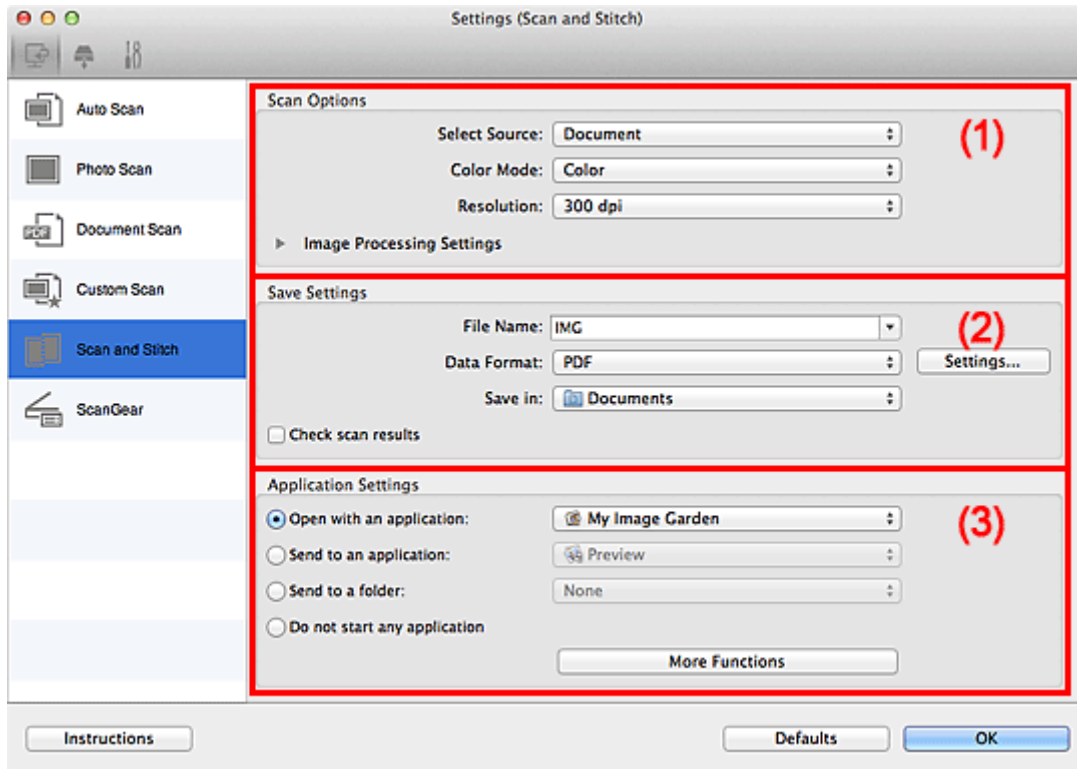 Settings (Scan and Stitch)
Auto Scan
Photo Scan
PDF
Document Scan
Custom Scan
Scan and Stitch
ScanGear
Scan Options
(1)
Select Source: Document
Color Mode: Color
Resolution: 300 dpi
Image Processing Settings
Save Settings
(2)
File Name: IMG
Data Format: PDF Settings...
Save in: Documents
Check scan results
Application Settings
(3)
Open with an application: My Image Garden
Send to an application: Preview
Send to a folder: None
Do not start any application
More Functions
Instructions Defaults OK